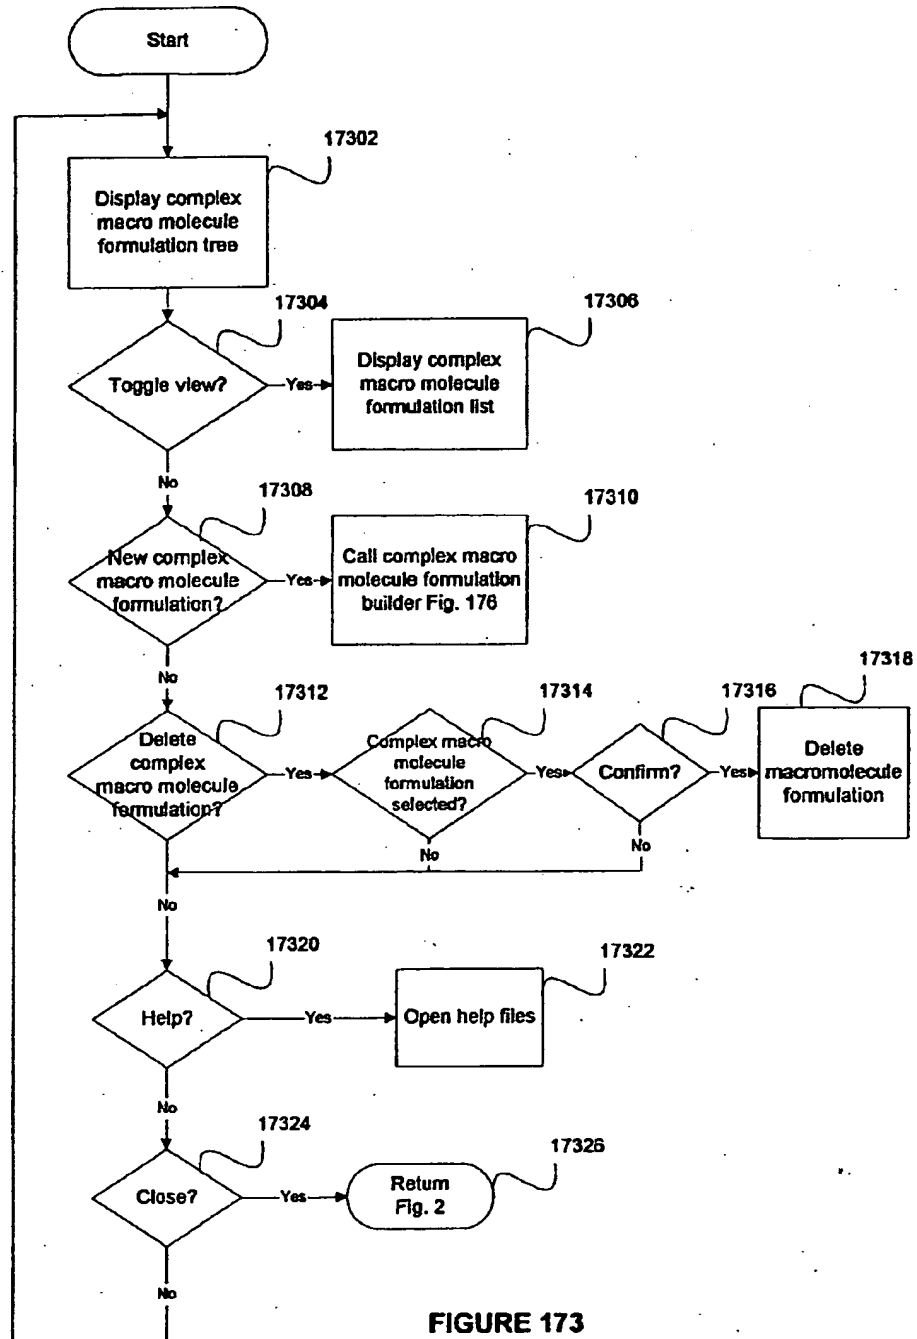 Start
17302
Display complex
macro molecule
formulation tree
17304
17306
Toggle view?
Yes
Display complex
macro molecule
formulation list
No
17308
17310
New complex
macro molecule
formulation?
Yes
Call complex macro
molecule formulation
builder Fig. 176
No
17312
17314
17316
17318
Delete
complex
macro molecule
formulation?
Yes
Complex macro
molecule
formulation
selected?
Yes
Confirm?
Yes
Delete
macromolecule
formulation
No
No
No
17320
17322
Help?
Yes
Open help files
No
17324
17326
Close?
Yes
Return
Fig. 2
No
FIGURE 173